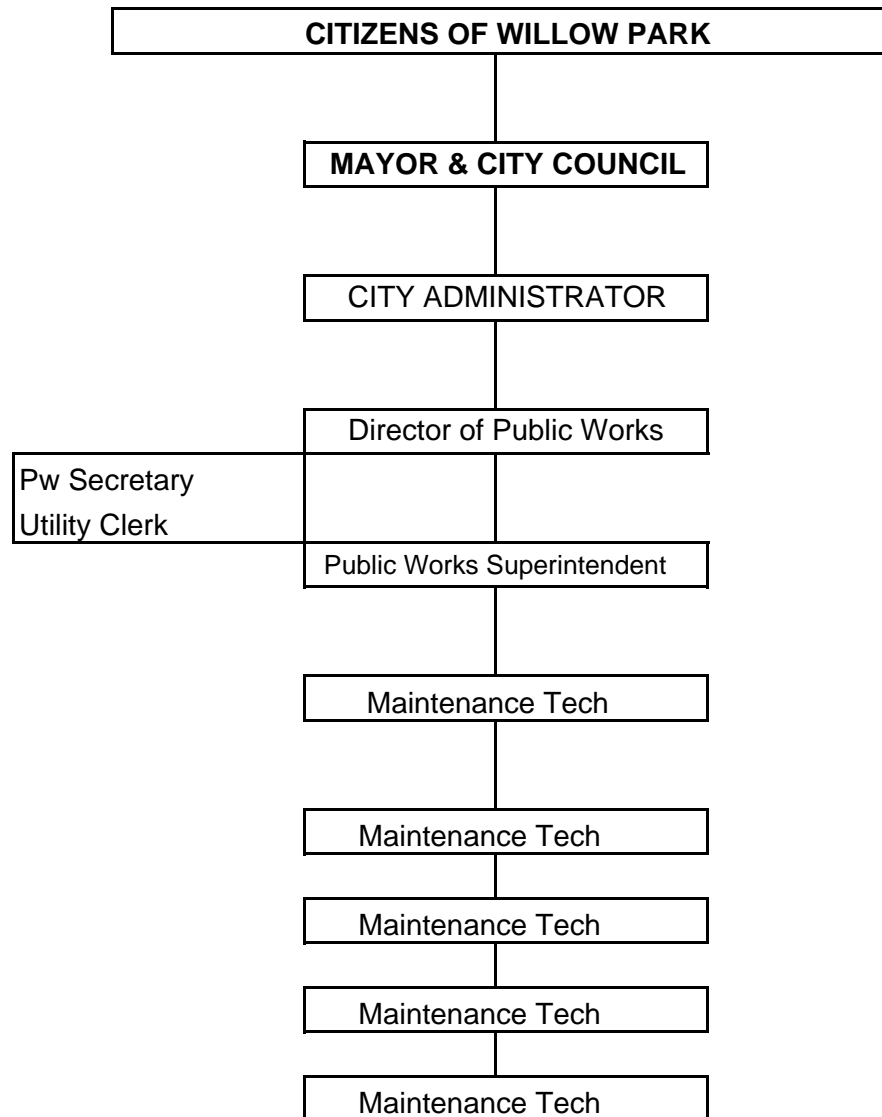 CITIZENS OF WILLOW PARK
MAYOR & CITY COUNCIL
CITY ADMINISTRATOR
Director of Public Works
Pw Secretary
Utility Clerk
Public Works Superintendent
Maintenance Tech
Maintenance Tech
Maintenance Tech
Maintenance Tech
Maintenance Tech